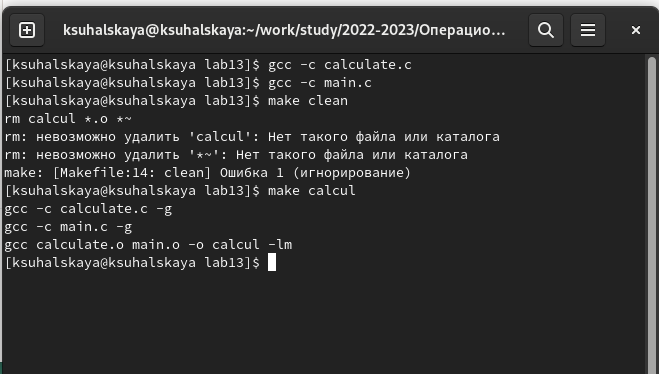 ksuhalskaya@ksuhalskaya:~/work/study/2022-2023/Операцио...
[ksuhalskaya@ksuhalskaya lab13]$ gcc -c calculate.c
[ksuhalskaya@ksuhalskaya lab13]$ gcc -c main.c
[ksuhalskaya@ksuhalskaya lab13]$ make clean
rm calcul *.o *~
rm: невозможно удалить 'calcul': Нет такого файла или каталога
rm: невозможно удалить '*~': Нет такого файла или каталога
make: [Makefile:14: clean] Ошибка 1 (игнорирование)
[ksuhalskaya@ksuhalskaya lab13]$ make calcul
gcc -c calculate.c -g
gcc -c main.c -g
gcc calculate.o main.o -o calcul -lm
[ksuhalskaya@ksuhalskaya lab13]$